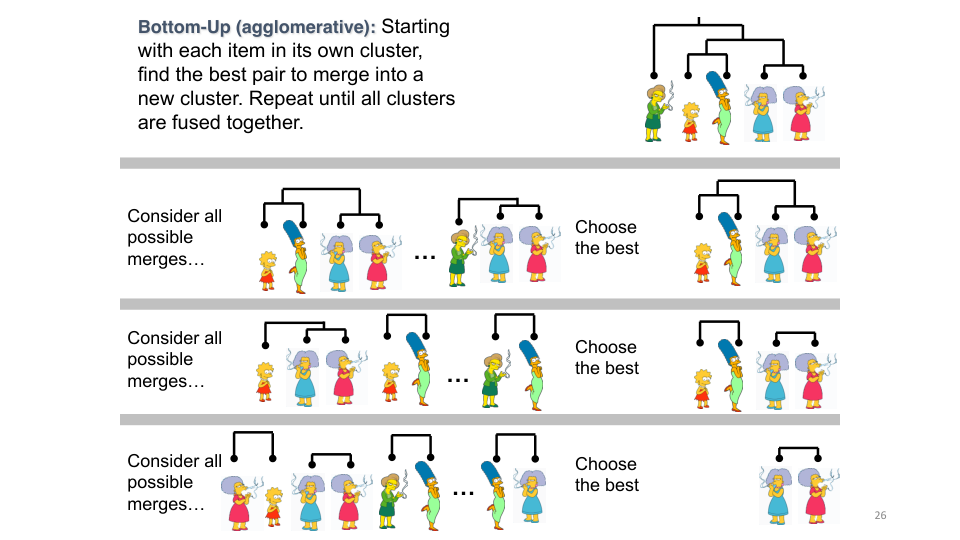 Bottom-Up (agglomerative): Starting
with each item in its own cluster,
find the best pair to merge into a
new cluster. Repeat until all clusters
are fused together.
Consider all
possible
merges…
…
Choose
the best
Consider all
possible
merges…
…
Choose
the best
Consider all
possible
merges…
…
Choose
the best
26